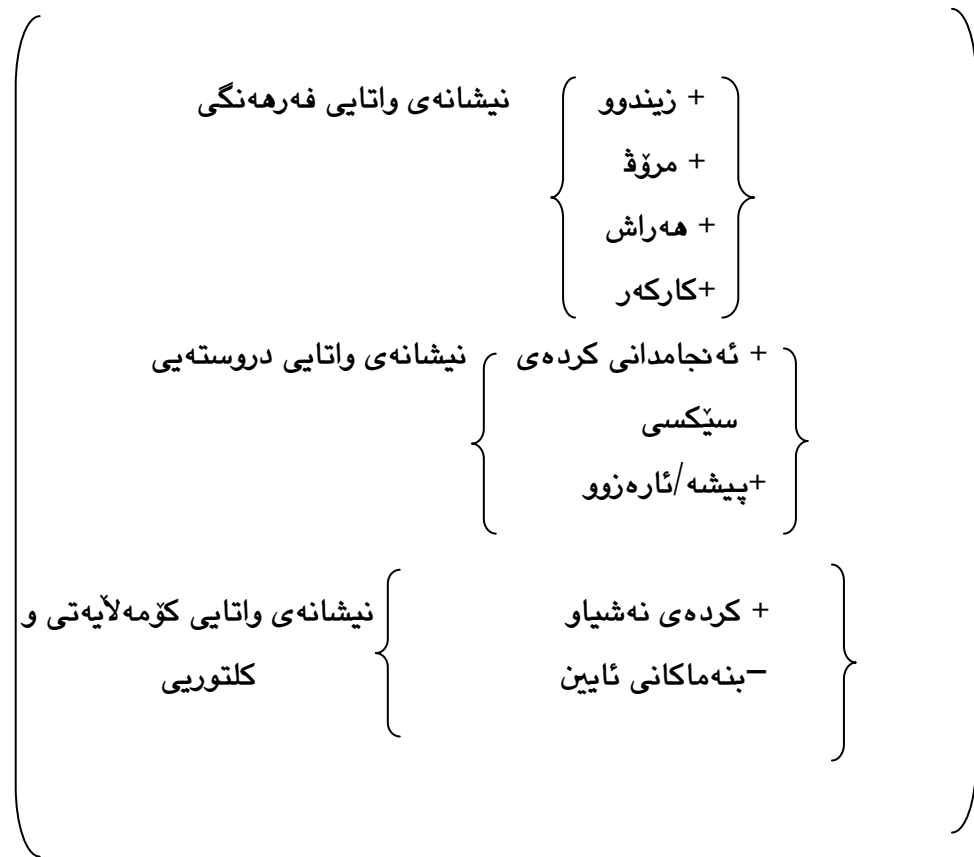 + زیندوو نیشانەی واتایی فەرهەنگی
+ مرۆڤ
+ هەراش
+کارکەر
+ ئەنجامدانی کردەی نیشانەی واتایی دروستەیی
سێکسی
+پیشە/ئارەزوو
+ کردەی نەشیاو نیشانەی واتایی کۆمەڵایەتی و
–بنەماکانی ئایین کلتوریی